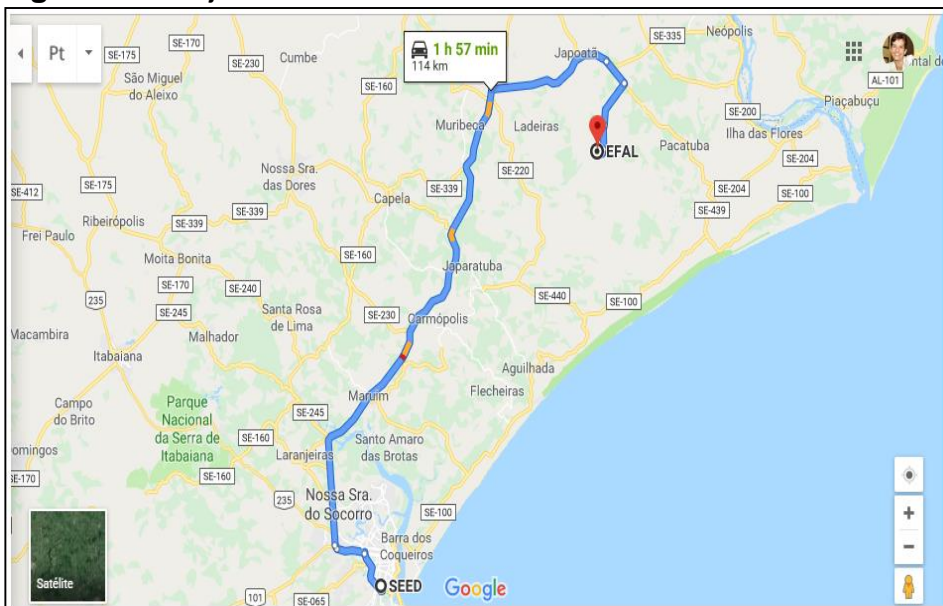 Pt
1 h 57 min
114 km
SE-175
SE-170
SE-230
Cumbe
São Miguel
do Aleixo
SE-160
Japoatã
SE-335
Neópolis
AL-101
Piaçabuçu
SE-200
Ilha das Flores
Muribeca
Ladeiras
EFAL
Pacatuba
SE-204
SE-204
SE-100
SE-439
SE-220
Nossa Sra.
das Dores
SE-339
Capela
SE-412
SE-175
Ribeirópolis
SE-339
SE-339
Frei Paulo
Moita Bonita
SE-160
Japaratuba
SE-170
SE-240
SE-440
SE-100
235
SE-245
Santa Rosa
de Lima
SE-230
Carmópolis
Macambira
Malhador
Itabaiana
Aguilhada
Flecheiras
Maruim
Campo
do Brito
Parque
Nacional
da Serra de
Itabaiana
SE-245
SE-160
Santo Amaro
das Brotas
Laranjeiras
omingos
SE-170
SE-160
235
Nossa Sra.
do Socorro
SE-100
Barra dos
Coqueiros
Satélite
SEED
Google
101
SE-065